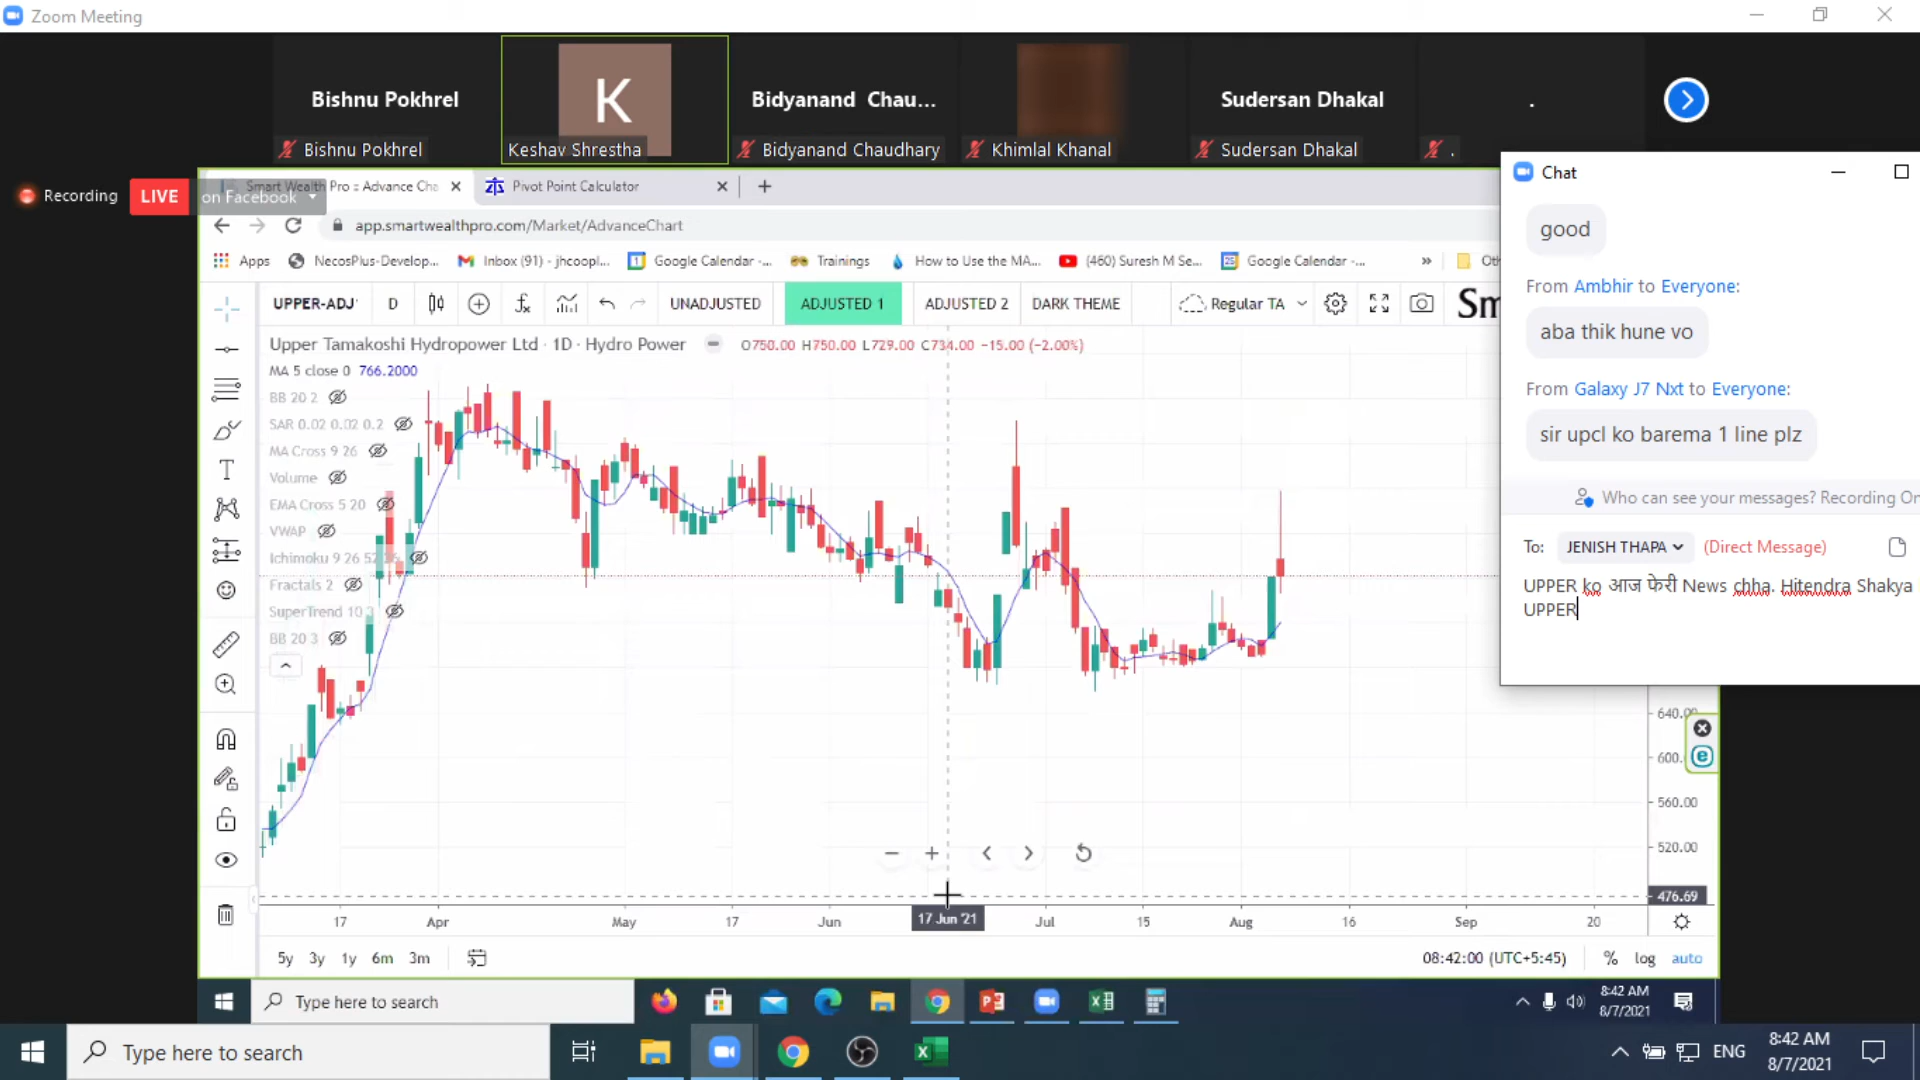 Zoom Meeting
Bishnu Pokhrel
K
Bidyanand Chau...
Sudersan Dhakal
.
Bishnu Pokhrel
Keshav Shrestha
Bidyanand Chaudhary
Khimlal Khanal
Sudersan Dhakal
.
Recording
LIVE
on Facebook
Smart Wealth Pro :: Advance Cha
Pivot Point Calculator
app.smartwealthpro.com/Market/AdvanceChart
Apps
NecosPlus-Develop...
Inbox (91) - jhcoopl...
Google Calendar -...
Trainings
How to Use the MA...
(460) Suresh M Se...
Google Calendar -...
»
UPPER-ADJ
D
UNADJUSTED
ADJUSTED 1
ADJUSTED 2
DARK THEME
Regular TA
Upper Tamakoshi Hydropower Ltd · 1D · Hydro Power
O750.00 H750.00 L729.00 C734.00 -15.00 (-2.00%)
MA 5 close 0 766.2000
BB 20 2
SAR 0.02 0.02 0.2
MA Cross 9 26
Volume
EMA Cross 5 20
VWAP
Ichimoku 9 26 52 26
Fractals 2
SuperTrend 10 3
BB 20 3
640.00
600.
560.00
520.00
476.69
17 Apr May 17 Jun 17 Jun '21 Jul 15 Aug 16 Sep 20
5y 3y 1y 6m 3m
08:42:00 (UTC+5:45)
% log auto
Chat
good
From Ambhir to Everyone:
aba thik hune vo
From Galaxy J7 Nxt to Everyone:
sir upcl ko barema 1 line plz
Who can see your messages? Recording On
To: JENISH THAPA (Direct Message)
UPPER ko आज फेरी News chha. Hitendra Shakya
UPPER
Type here to search
8:42 AM
8/7/2021
Type here to search
ENG
8:42 AM
8/7/2021